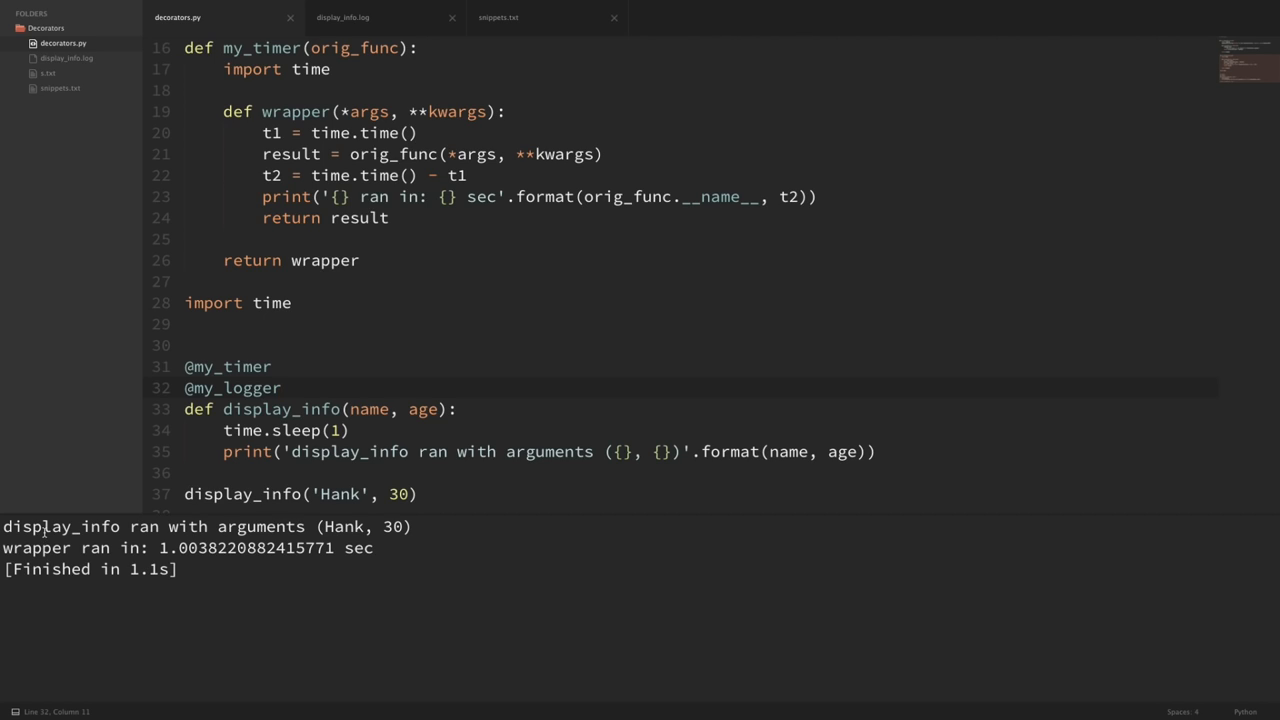 FOLDERS
Decorators
decorators.py
display_info.log
s.txt
snippets.txt
decorators.py
display_info.log
snippets.txt
16 def my_timer(orig_func):
17     import time
18
19     def wrapper(*args, **kwargs):
20         t1 = time.time()
21         result = orig_func(*args, **kwargs)
22         t2 = time.time() - t1
23         print('{} ran in: {} sec'.format(orig_func.__name__, t2))
24         return result
25
26     return wrapper
27
28 import time
29
30
31 @my_timer
32 @my_logger
33 def display_info(name, age):
34     time.sleep(1)
35     print('display_info ran with arguments ({}, {})'.format(name, age))
36
37 display_info('Hank', 30)
display_info ran with arguments (Hank, 30)
wrapper ran in: 1.0038220882415771 sec
[Finished in 1.1s]
Line 32, Column 11
Spaces: 4
Python